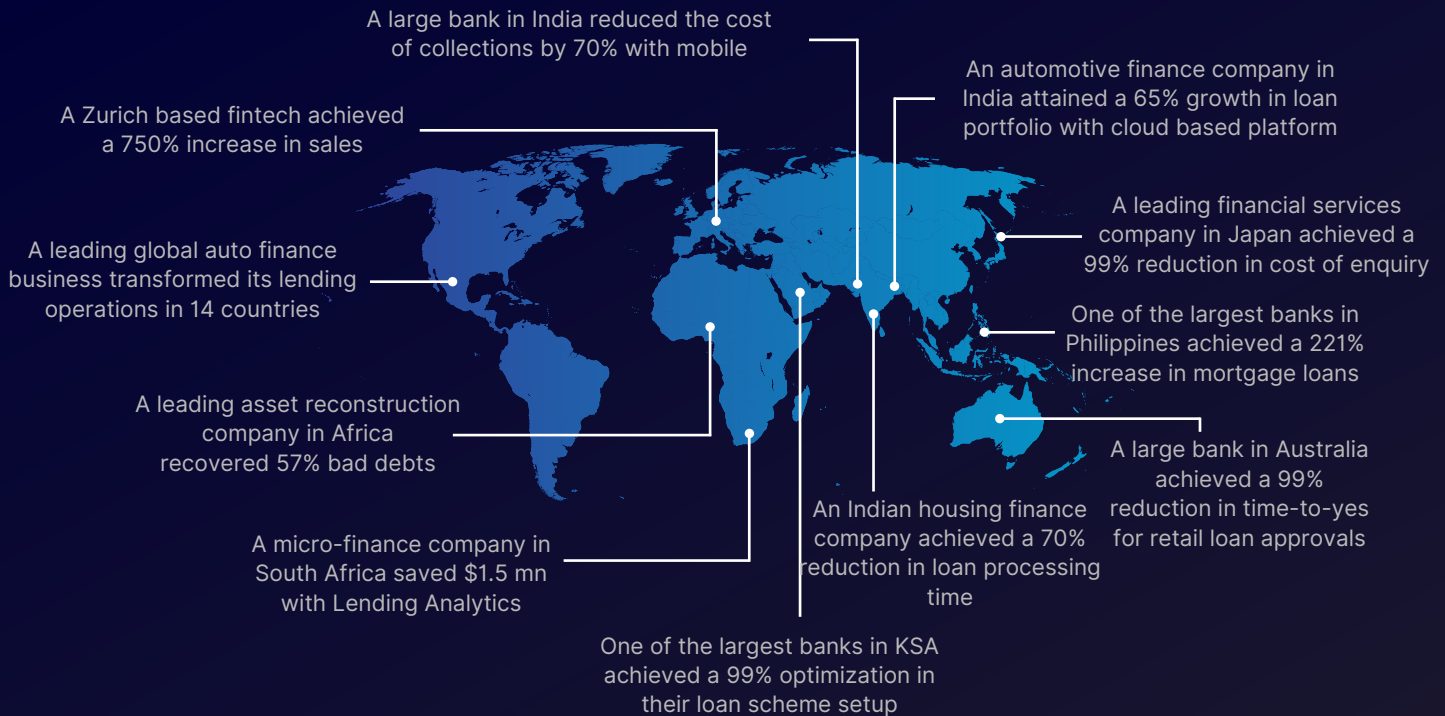 A large bank in India reduced the cost
of collections by 70% with mobile
An automotive finance company in
India attained a 65% growth in loan
portfolio with cloud based platform
A Zurich based fintech achieved
a 750% increase in sales
A leading financial services
company in Japan achieved a
99% reduction in cost of enquiry
A leading global auto finance
business transformed its lending
operations in 14 countries
One of the largest banks in
Philippines achieved a 221%
increase in mortgage loans
A leading asset reconstruction
company in Africa
recovered 57% bad debts
A large bank in Australia
achieved a 99%
reduction in time-to-yes
for retail loan approvals
An Indian housing finance
company achieved a 70%
reduction in loan processing
time
A micro-finance company in
South Africa saved $1.5 mn
with Lending Analytics
One of the largest banks in KSA
achieved a 99% optimization in
their loan scheme setup